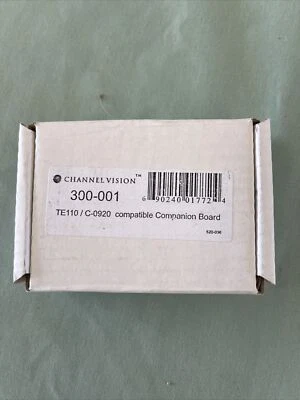 CHANNEL VISION™
300-001
6 90240 01772 4
TE110 / C-0920 compatible Companion Board
520-036